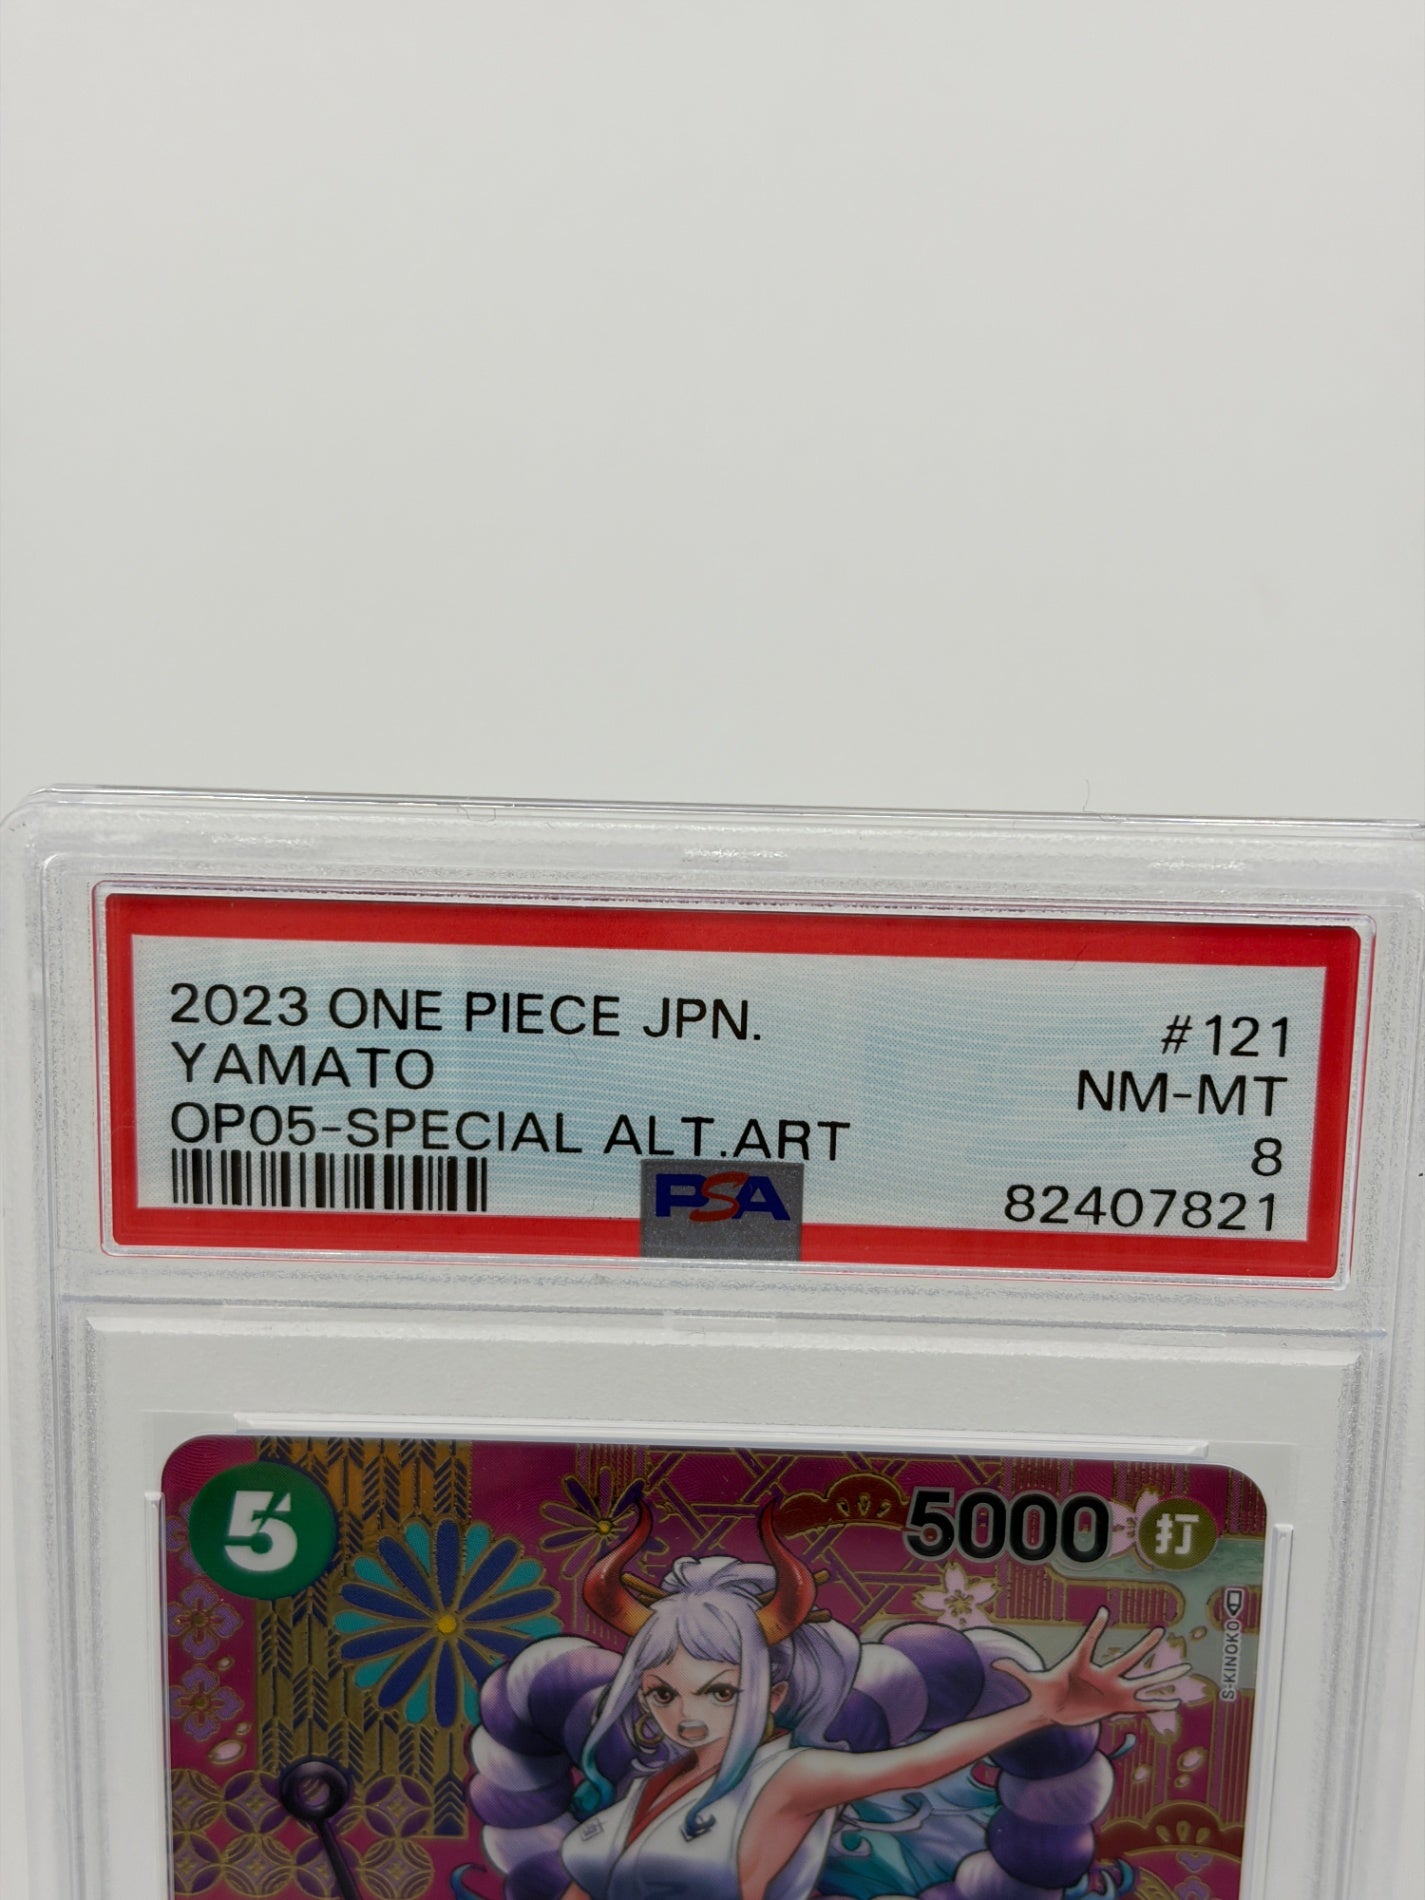 2023 ONE PIECE JPN.
#121
YAMATO
NM-MT
OP05-SPECIAL ALT.ART
8
PSA
82407821
5
5000
打
S-KINOKO